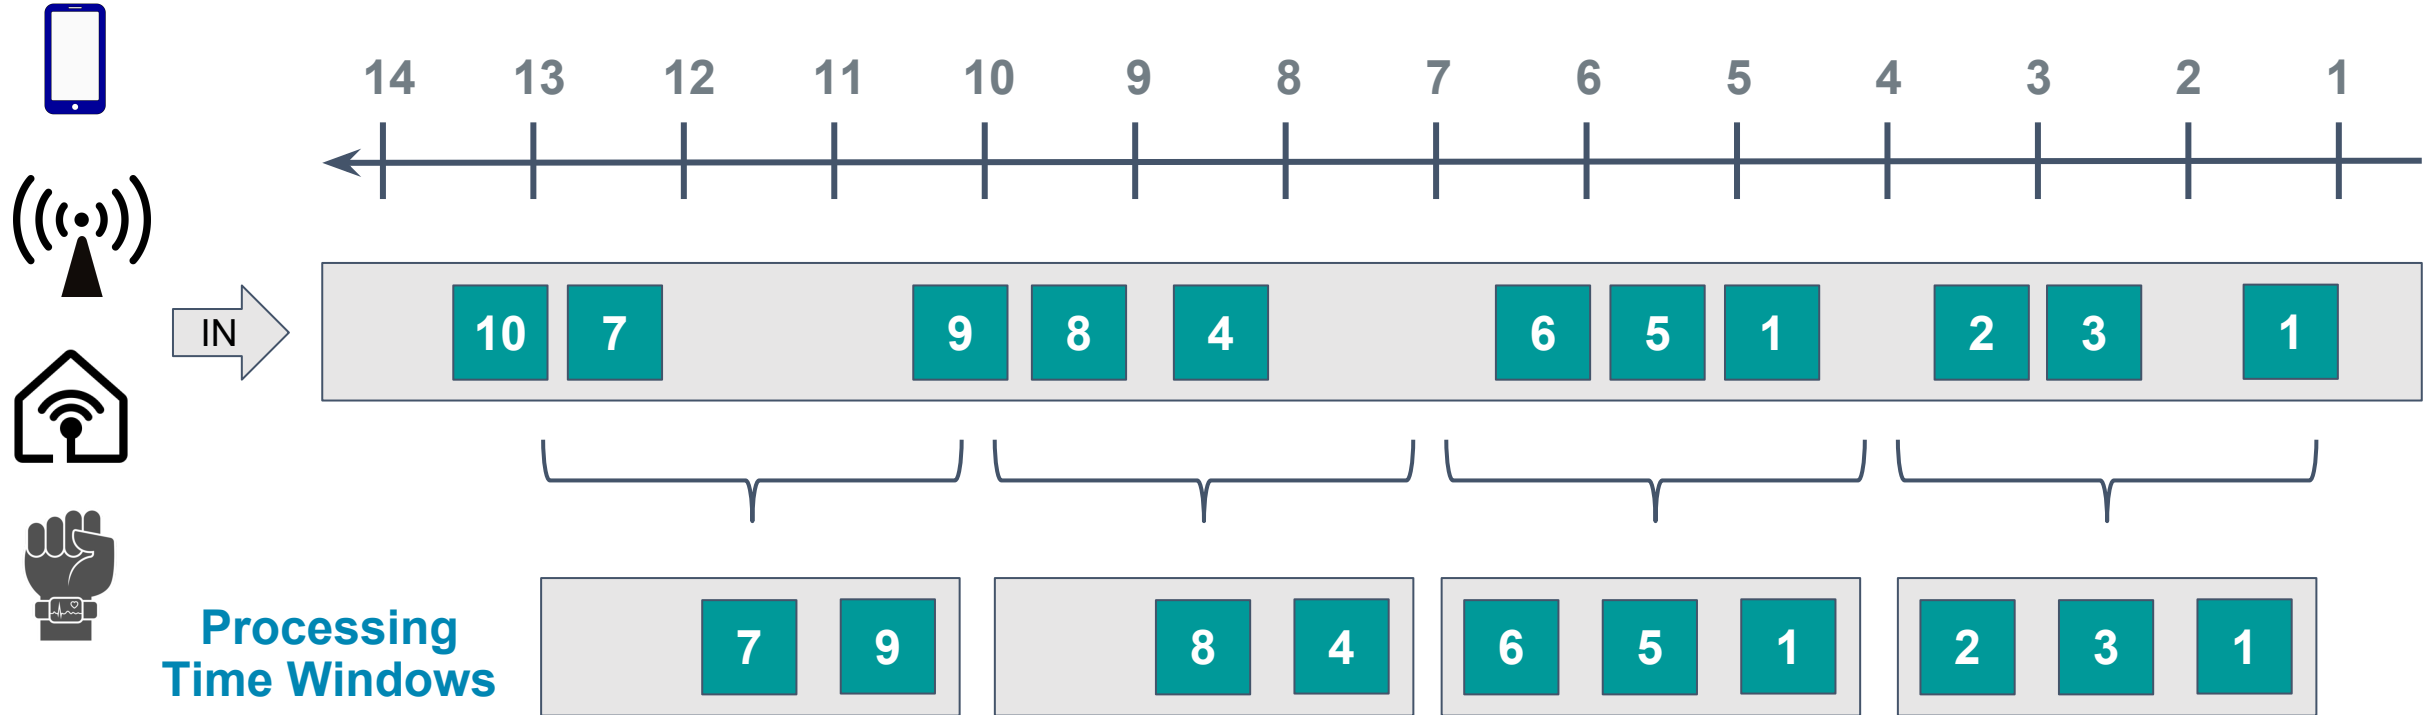 14 13 12 11 10 9 8 7 6 5 4 3 2 1
IN
10 7 9 8 4 6 5 1 2 3 1
Processing
Time Windows
7 9 8 4 6 5 1 2 3 1